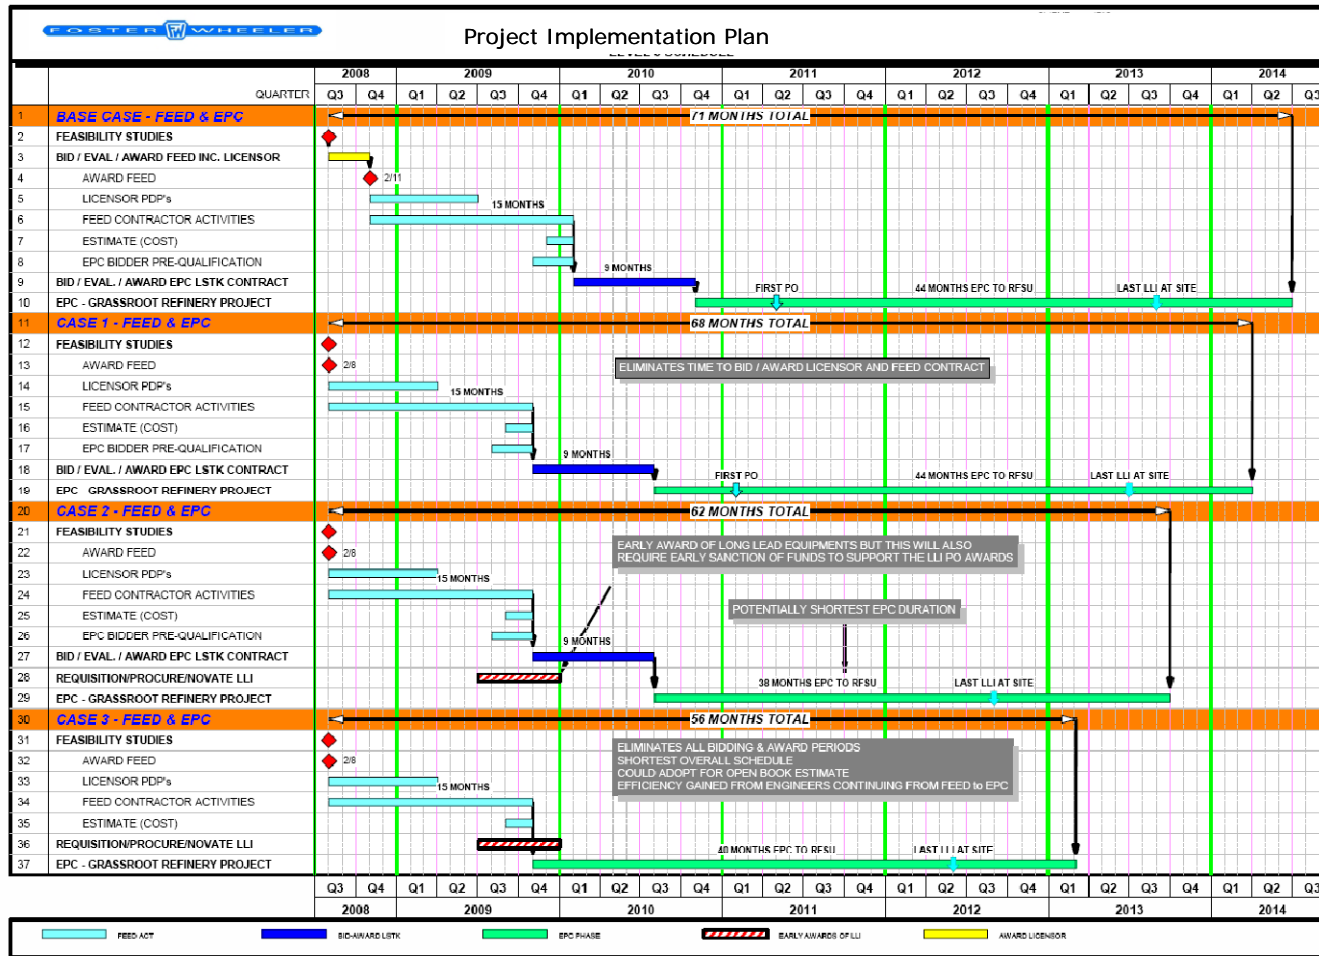 FOSTER FW WHEELER
Project Implementation Plan
2008 2009 2010 2011 2012 2013 2014
QUARTER Q3 Q4 Q1 Q2 Q3 Q4 Q1 Q2 Q3 Q4 Q1 Q2 Q3 Q4 Q1 Q2 Q3 Q4 Q1 Q2 Q3 Q4 Q1 Q2 Q3
1 BASE CASE - FEED & EPC 71 MONTHS TOTAL
2 FEASIBILITY STUDIES
3 BID / EVAL / AWARD FEED INC. LICENSOR
4 AWARD FEED 2/11
5 LICENSOR PDP's
15 MONTHS
6 FEED CONTRACTOR ACTIVITIES
7 ESTIMATE (COST)
8 EPC BIDDER PRE-QUALIFICATION
9 MONTHS
9 BID / EVAL. / AWARD EPC LSTK CONTRACT
FIRST PO 44 MONTHS EPC TO RFSU LAST LLI AT SITE
10 EPC - GRASSROOT REFINERY PROJECT
11 CASE 1 - FEED & EPC 68 MONTHS TOTAL
12 FEASIBILITY STUDIES
13 AWARD FEED 2/8
ELIMINATES TIME TO BID / AWARD LICENSOR AND FEED CONTRACT
14 LICENSOR PDP's
15 MONTHS
15 FEED CONTRACTOR ACTIVITIES
16 ESTIMATE (COST)
17 EPC BIDDER PRE-QUALIFICATION
9 MONTHS
18 BID / EVAL. / AWARD EPC LSTK CONTRACT
FIRST PO 44 MONTHS EPC TO RFSU LAST LLI AT SITE
19 EPC - GRASSROOT REFINERY PROJECT
20 CASE 2 - FEED & EPC 62 MONTHS TOTAL
21 FEASIBILITY STUDIES
22 AWARD FEED 2/8
EARLY AWARD OF LONG LEAD EQUIPMENTS BUT THIS WILL ALSO
REQUIRE EARLY SANCTION OF FUNDS TO SUPPORT THE LLI PO AWARDS
23 LICENSOR PDP's
15 MONTHS
24 FEED CONTRACTOR ACTIVITIES
POTENTIALLY SHORTEST EPC DURATION
25 ESTIMATE (COST)
26 EPC BIDDER PRE-QUALIFICATION
9 MONTHS
27 BID / EVAL. / AWARD EPC LSTK CONTRACT
28 REQUISITION/PROCURE/NOVATE LLI
38 MONTHS EPC TO RFSU LAST LLI AT SITE
29 EPC - GRASSROOT REFINERY PROJECT
30 CASE 3 - FEED & EPC 56 MONTHS TOTAL
31 FEASIBILITY STUDIES
32 AWARD FEED 2/8
ELIMINATES ALL BIDDING & AWARD PERIODS
SHORTEST OVERALL SCHEDULE
COULD ADOPT FOR OPEN BOOK ESTIMATE
EFFICIENCY GAINED FROM ENGINEERS CONTINUING FROM FEED to EPC
33 LICENSOR PDP's
15 MONTHS
34 FEED CONTRACTOR ACTIVITIES
35 ESTIMATE (COST)
36 REQUISITION/PROCURE/NOVATE LLI
40 MONTHS EPC TO RFSU LAST LLI AT SITE
37 EPC - GRASSROOT REFINERY PROJECT
Q3 Q4 Q1 Q2 Q3 Q4 Q1 Q2 Q3 Q4 Q1 Q2 Q3 Q4 Q1 Q2 Q3 Q4 Q1 Q2 Q3 Q4 Q1 Q2 Q3
2008 2009 2010 2011 2012 2013 2014
FEED ACT BID-AWARD LSTK EPC PHASE EARLY AWARDS OF LLI AWARD LICENSOR